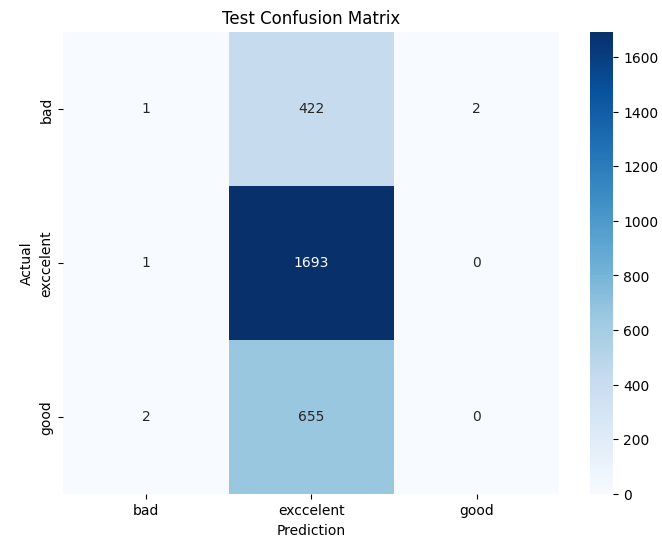 Test Confusion Matrix
Actual
bad
exccelent
good
1 422 2
1 1693 0
2 655 0
bad exccelent good
Prediction
1600
1400
1200
1000
800
600
400
200
0